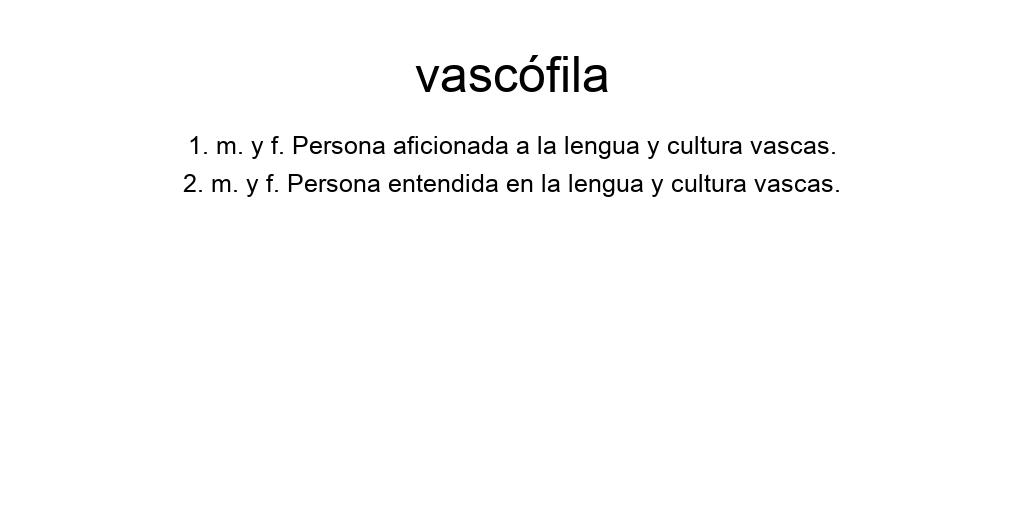 vascófila
1. m. y f. Persona aficionada a la lengua y cultura vascas.
2. m. y f. Persona entendida en la lengua y cultura vascas.